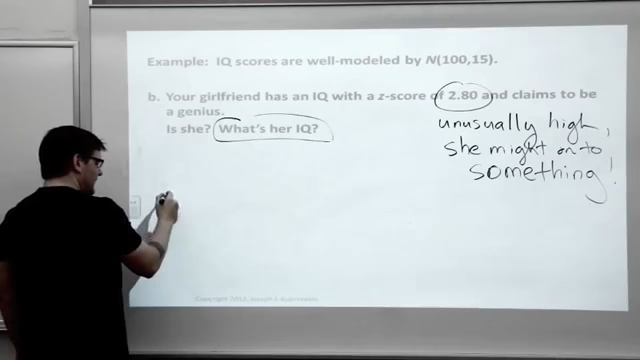 Example: IQ scores are well-modeled by N(100,15).
b. Your girlfriend has an IQ with a z-score of 2.80 and claims to be
a genius.
Is she? What's her IQ?
unusually high,
she might on to
something!
Copyright 2012, Joseph J. Kuczmarski